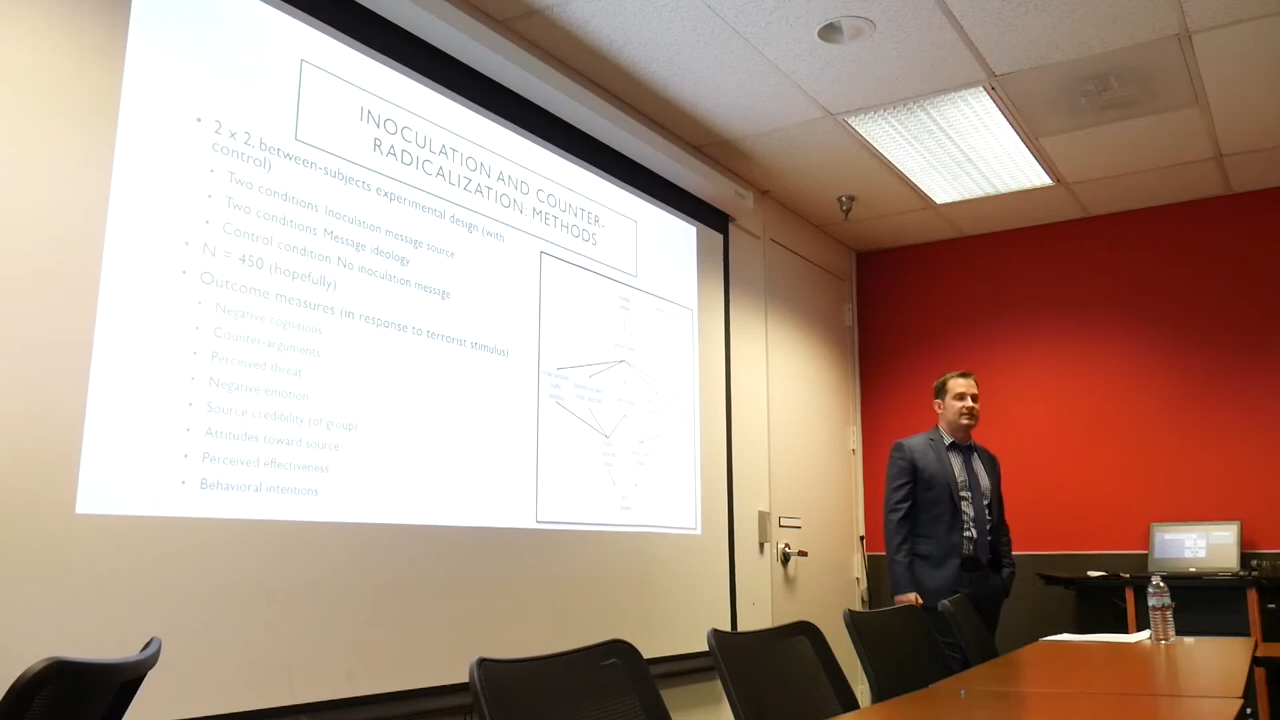 INOCULATION AND COUNTER-
RADICALIZATION: METHODS
• 2 x 2, between-subjects experimental design (with
control)
• Two conditions Inoculation message source
• Two conditions Message ideology
• Control condition No inoculation message
• N = 450 (hopefully)
• Outcome measures (in response to terrorist stimulus)
• Negative cognitions
• Counter-arguments
• Perceived threat
• Negative emotion
• Source credibility (of group)
• Attitudes toward source
• Perceived effectiveness
• Behavioral intentions